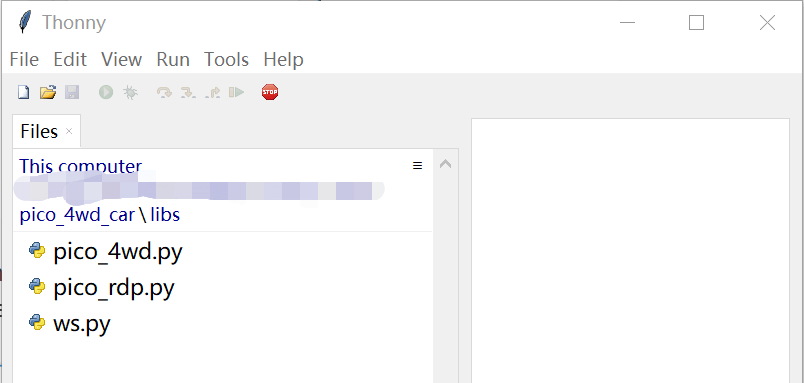 Thonny
File Edit View Run Tools Help
STOP
Files ×
This computer ≡
pico_4wd_car \ libs
pico_4wd.py
pico_rdp.py
ws.py